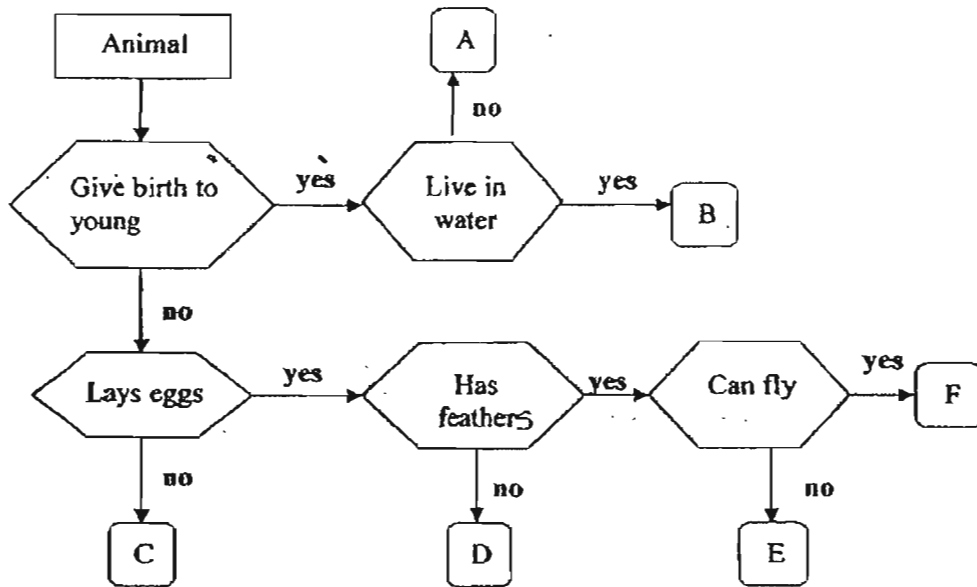 Animal
A
no
Give birth to
young
yes
Live in
water
yes
B
no
Lays eggs
yes
Has
feathers
yes
Can fly
yes
F
no
no
no
C
D
E